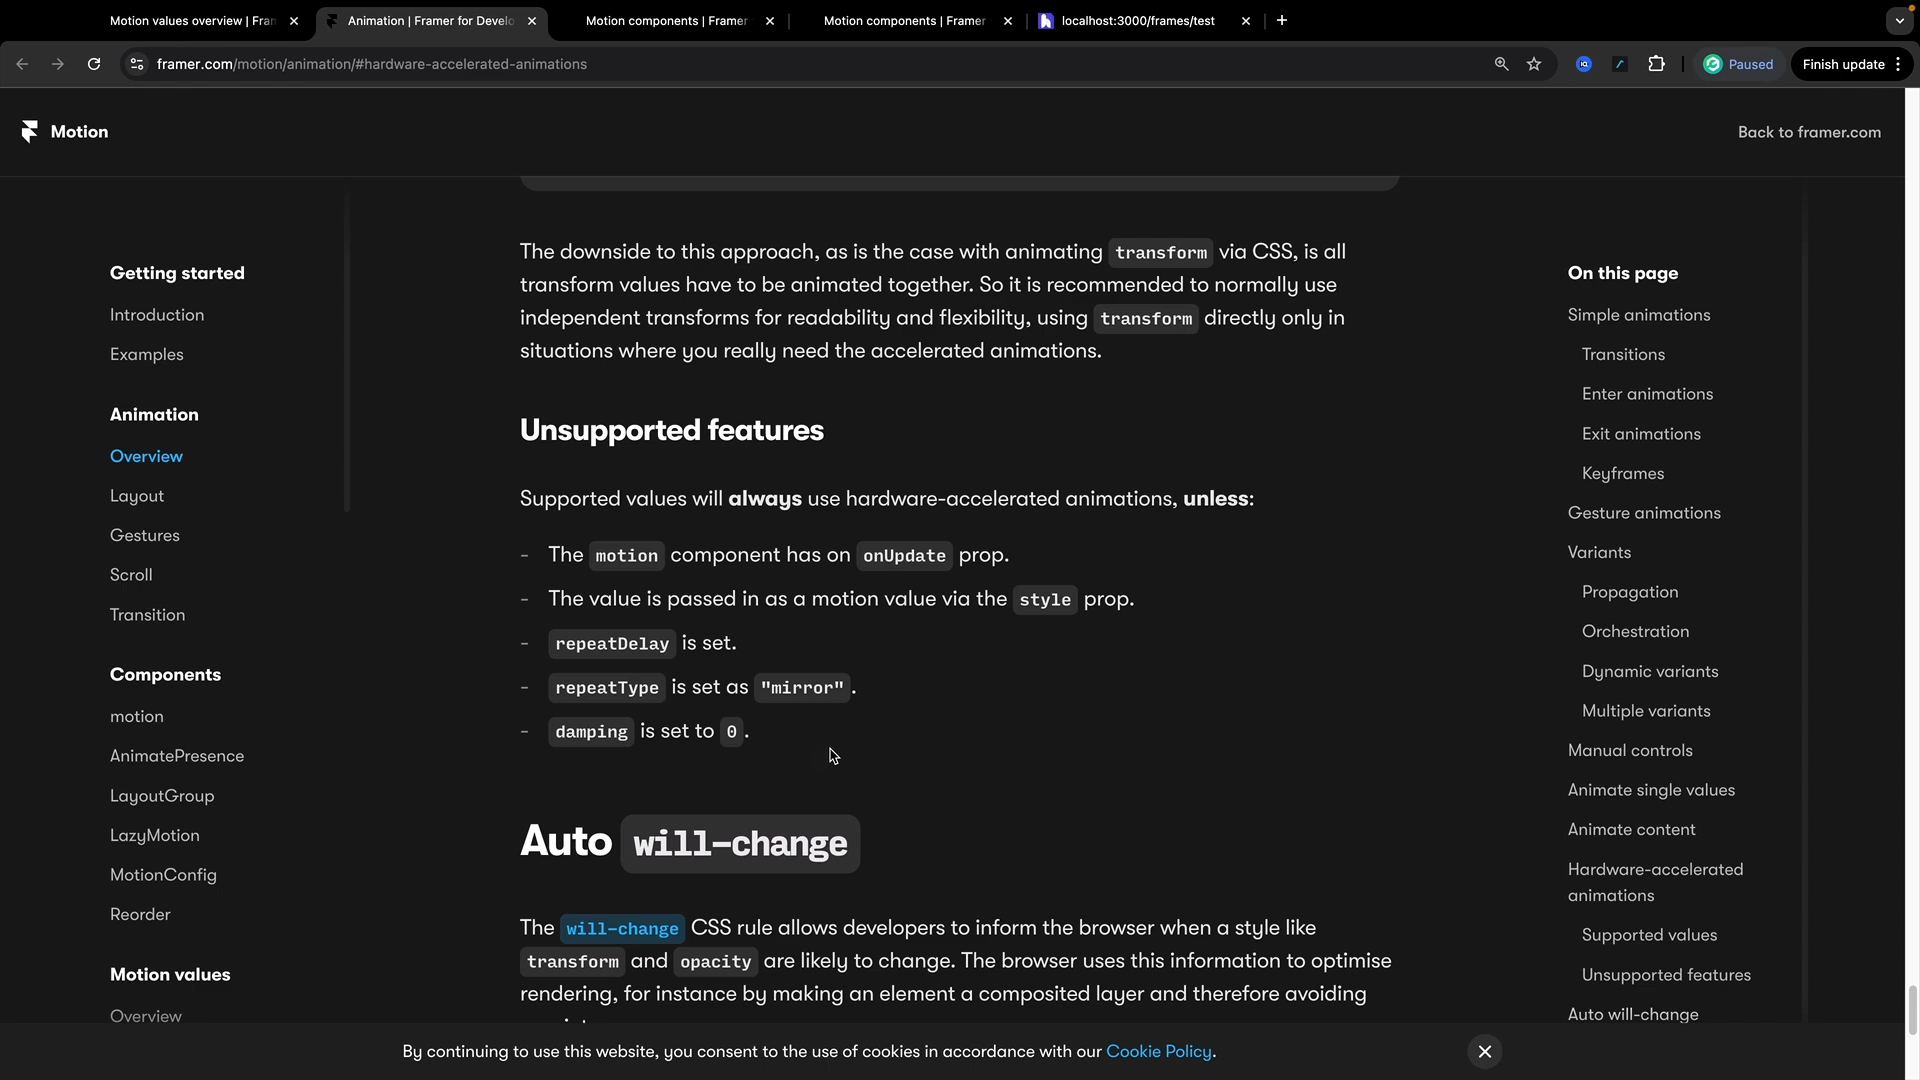 Motion values overview | Fran
Animation | Framer for Develo
Motion components | Framer
Motion components | Framer
localhost:3000/frames/test
framer.com/motion/animation/#hardware-accelerated-animations
Paused
Finish update
Motion
Back to framer.com
Getting started
Introduction
Examples
Animation
Overview
Layout
Gestures
Scroll
Transition
Components
motion
AnimatePresence
LayoutGroup
LazyMotion
MotionConfig
Reorder
Motion values
Overview
The downside to this approach, as is the case with animating transform via CSS, is all
transform values have to be animated together. So it is recommended to normally use
independent transforms for readability and flexibility, using transform directly only in
situations where you really need the accelerated animations.
Unsupported features
Supported values will always use hardware-accelerated animations, unless:
- The motion component has on onUpdate prop.
- The value is passed in as a motion value via the style prop.
- repeatDelay is set.
- repeatType is set as "mirror".
- damping is set to 0.
Auto will-change
The will-change CSS rule allows developers to inform the browser when a style like
transform and opacity are likely to change. The browser uses this information to optimise
rendering, for instance by making an element a composited layer and therefore avoiding
On this page
Simple animations
Transitions
Enter animations
Exit animations
Keyframes
Gesture animations
Variants
Propagation
Orchestration
Dynamic variants
Multiple variants
Manual controls
Animate single values
Animate content
Hardware-accelerated
animations
Supported values
Unsupported features
Auto will-change
By continuing to use this website, you consent to the use of cookies in accordance with our Cookie Policy.